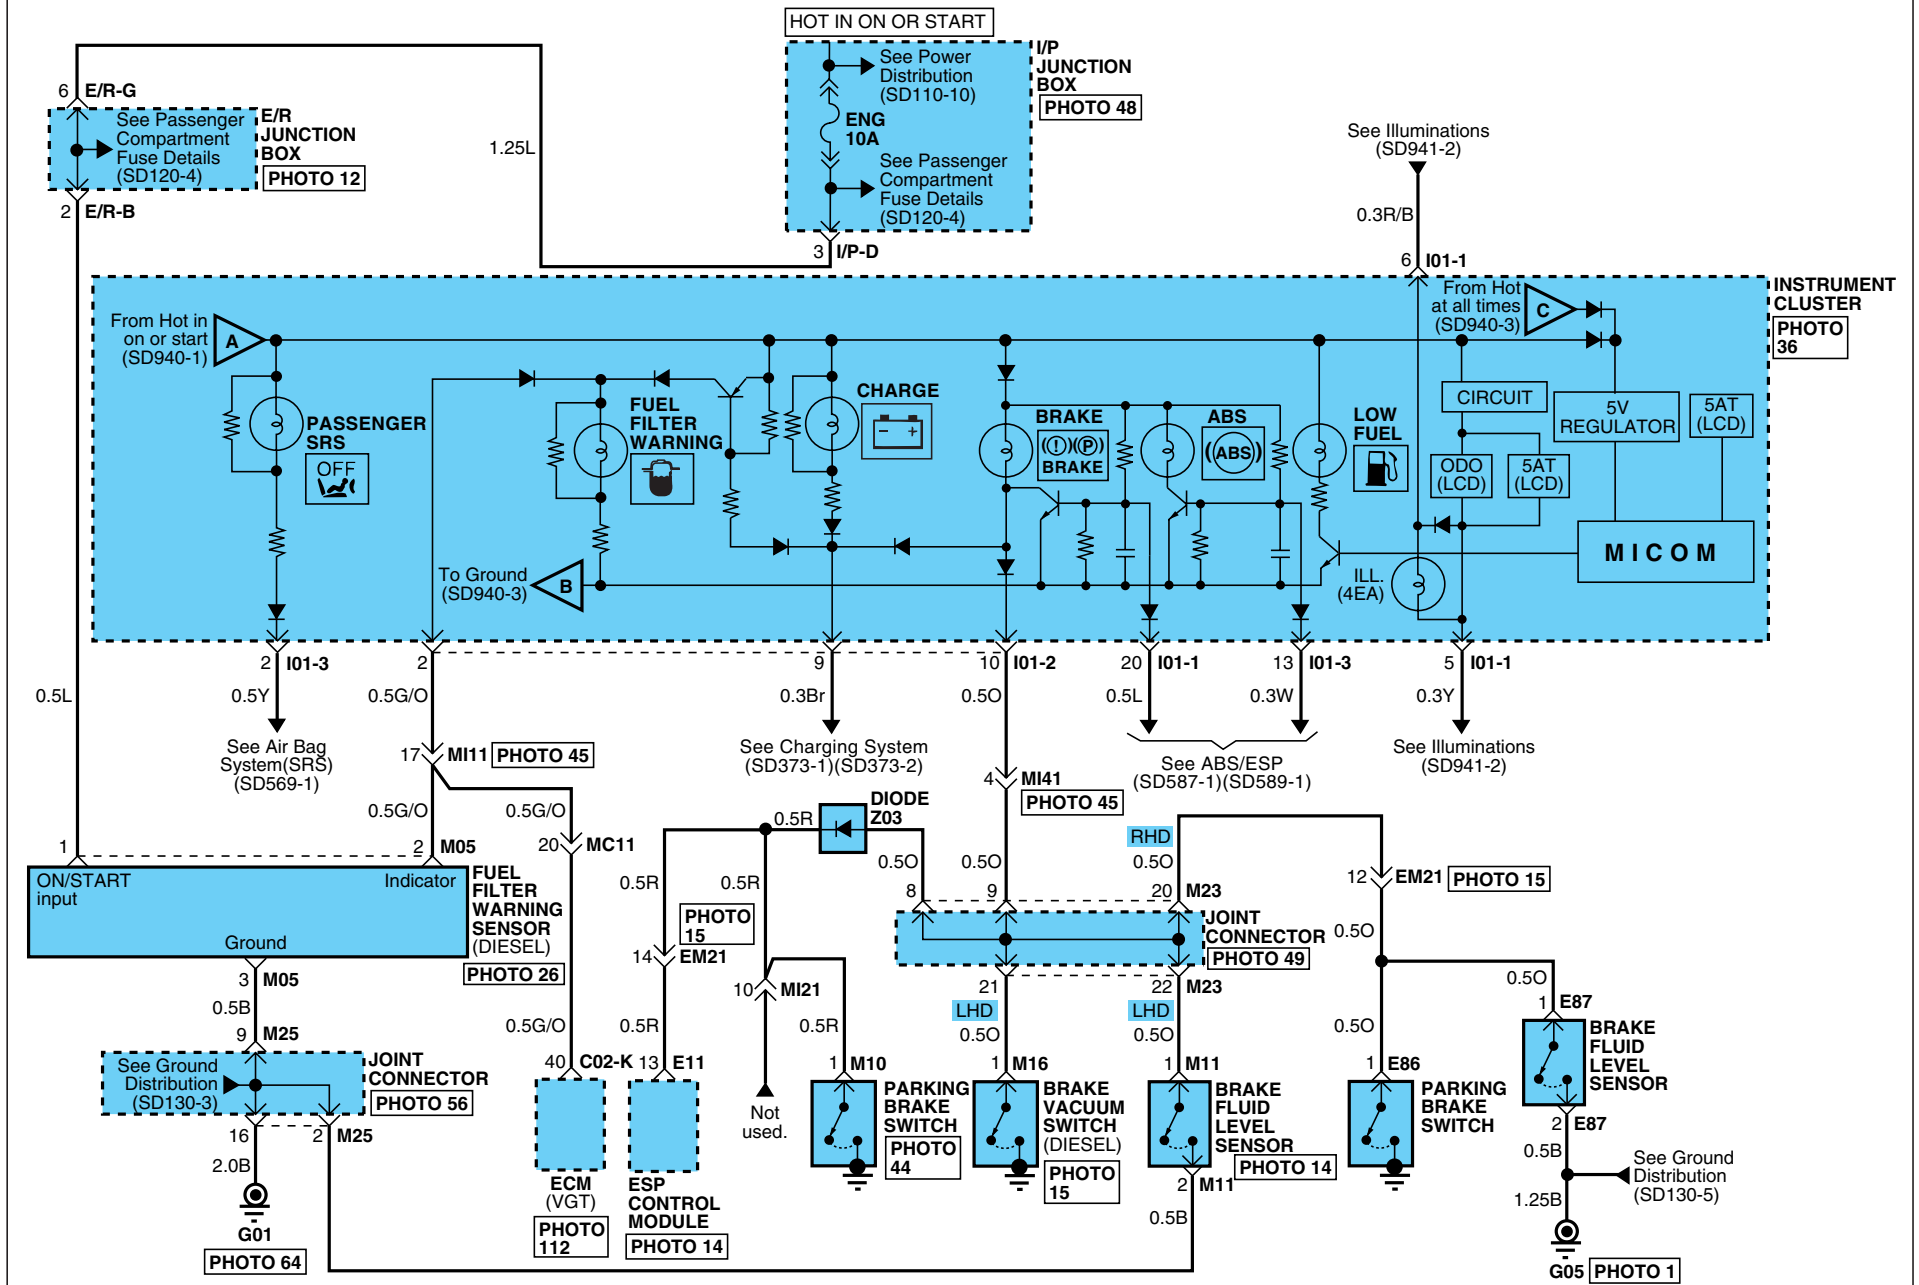 HOT IN ON OR START
See Power
Distribution
(SD110-10)
ENG
10A
See Passenger
Compartment
Fuse Details
(SD120-4)
I/P
JUNCTION
BOX
PHOTO 48
3 I/P-D
6 E/R-G
See Passenger
Compartment
Fuse Details
(SD120-4)
E/R
JUNCTION
BOX
PHOTO 12
2 E/R-B
1.25L
See Illuminations
(SD941-2)
0.3R/B
6 I01-1
INSTRUMENT
CLUSTER
PHOTO
36
From Hot in
on or start
(SD940-1)
A
From Hot
at all times
(SD940-3)
C
PASSENGER
SRS
OFF
FUEL
FILTER
WARNING
CHARGE
- +
BRAKE
(!)(P)
BRAKE
ABS
(ABS)
LOW
FUEL
CIRCUIT
5V
REGULATOR
5AT
(LCD)
ODO
(LCD)
5AT
(LCD)
MICOM
ILL.
(4EA)
To Ground
(SD940-3)
B
2 I01-3
2
9
10 I01-2
20 I01-1
13 I01-3
5 I01-1
0.5L
0.5Y
0.5G/O
0.3Br
0.5O
0.5L
0.3W
0.3Y
See Air Bag
System(SRS)
(SD569-1)
17 MI11 PHOTO 45
See Charging System
(SD373-1)(SD373-2)
4 MI41
PHOTO 45
See ABS/ESP
(SD587-1)(SD589-1)
See Illuminations
(SD941-2)
0.5G/O
0.5G/O
20 MC11
0.5R
DIODE
Z03
0.5O
0.5O
RHD
0.5O
1
2 M05
ON/START
input
Indicator
Ground
FUEL
FILTER
WARNING
SENSOR
(DIESEL)
PHOTO 26
0.5R
0.5R
PHOTO
15
14 EM21
10 MI21
8
9
20 M23
JOINT
CONNECTOR
PHOTO 49
12 EM21 PHOTO 15
0.5O
21
22 M23
LHD
0.5O
LHD
0.5O
0.5O
0.5O
3 M05
0.5B
9 M25
See Ground
Distribution
(SD130-3)
JOINT
CONNECTOR
PHOTO 56
16
2 M25
2.0B
G01
PHOTO 64
0.5G/O
40 C02-K
ECM
(VGT)
PHOTO
112
0.5R
13 E11
ESP
CONTROL
MODULE
PHOTO 14
Not
used.
0.5R
1 M10
PARKING
BRAKE
SWITCH
PHOTO
44
1 M16
BRAKE
VACUUM
SWITCH
(DIESEL)
PHOTO
15
1 M11
BRAKE
FLUID
LEVEL
SENSOR
PHOTO 14
2 M11
0.5B
1 E86
PARKING
BRAKE
SWITCH
1 E87
BRAKE
FLUID
LEVEL
SENSOR
2 E87
0.5B
See Ground
Distribution
(SD130-5)
1.25B
G05 PHOTO 1